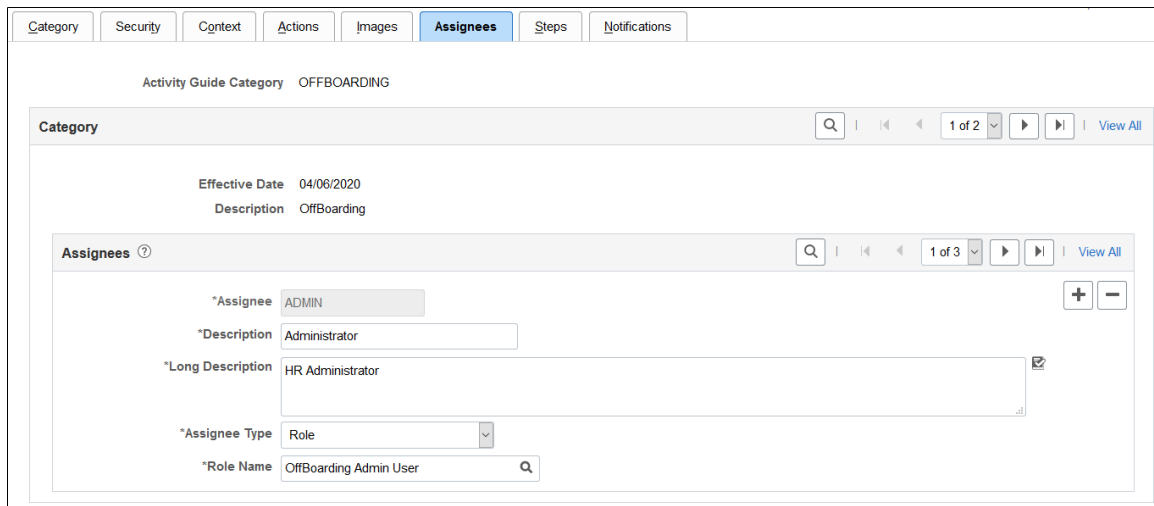 Category Security Context Actions Images Assignees Steps Notifications
Activity Guide Category OFFBOARDING
Category 1 of 2 View All
Effective Date 04/06/2020
Description OffBoarding
Assignees ? 1 of 3 View All
*Assignee ADMIN
*Description Administrator
*Long Description HR Administrator
*Assignee Type Role
*Role Name OffBoarding Admin User